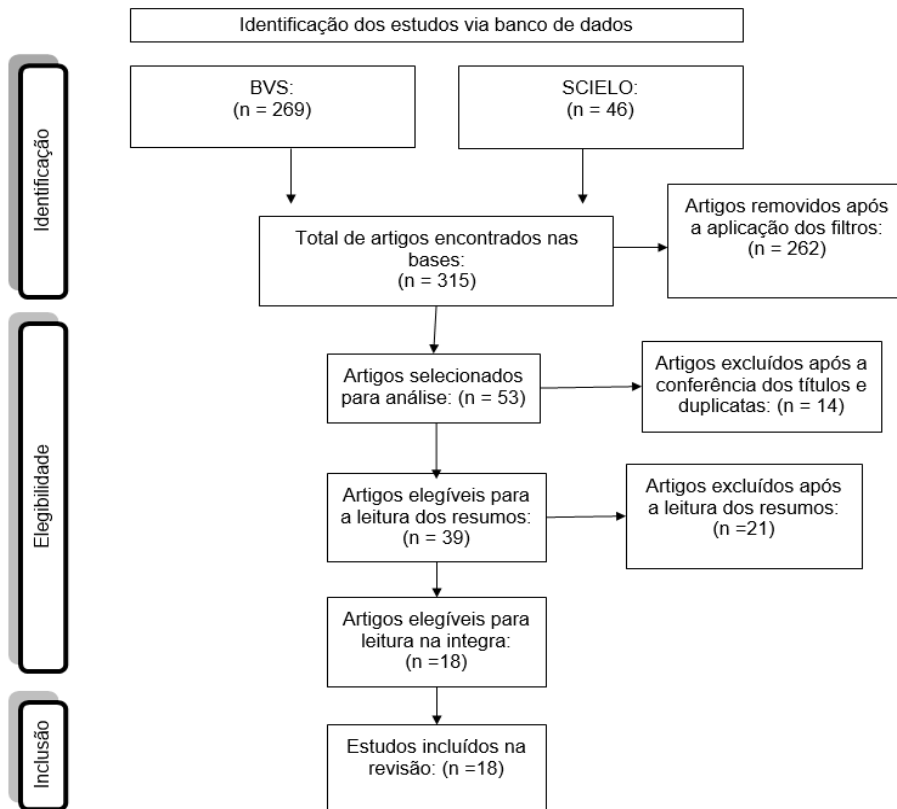 Identificação dos estudos via banco de dados
Identificação
BVS:
(n = 269)
SCIELO:
(n = 46)
Total de artigos encontrados nas
bases:
(n = 315)
Artigos removidos após
a aplicação dos filtros:
(n = 262)
Elegibilidade
Artigos selecionados
para análise: (n = 53)
Artigos excluídos após a
conferência dos títulos e
duplicatas: (n = 14)
Artigos elegíveis para
a leitura dos resumos:
(n = 39)
Artigos excluídos após
a leitura dos resumos:
(n =21)
Artigos elegíveis para
leitura na integra:
(n =18)
Inclusão
Estudos incluídos na
revisão: (n =18)